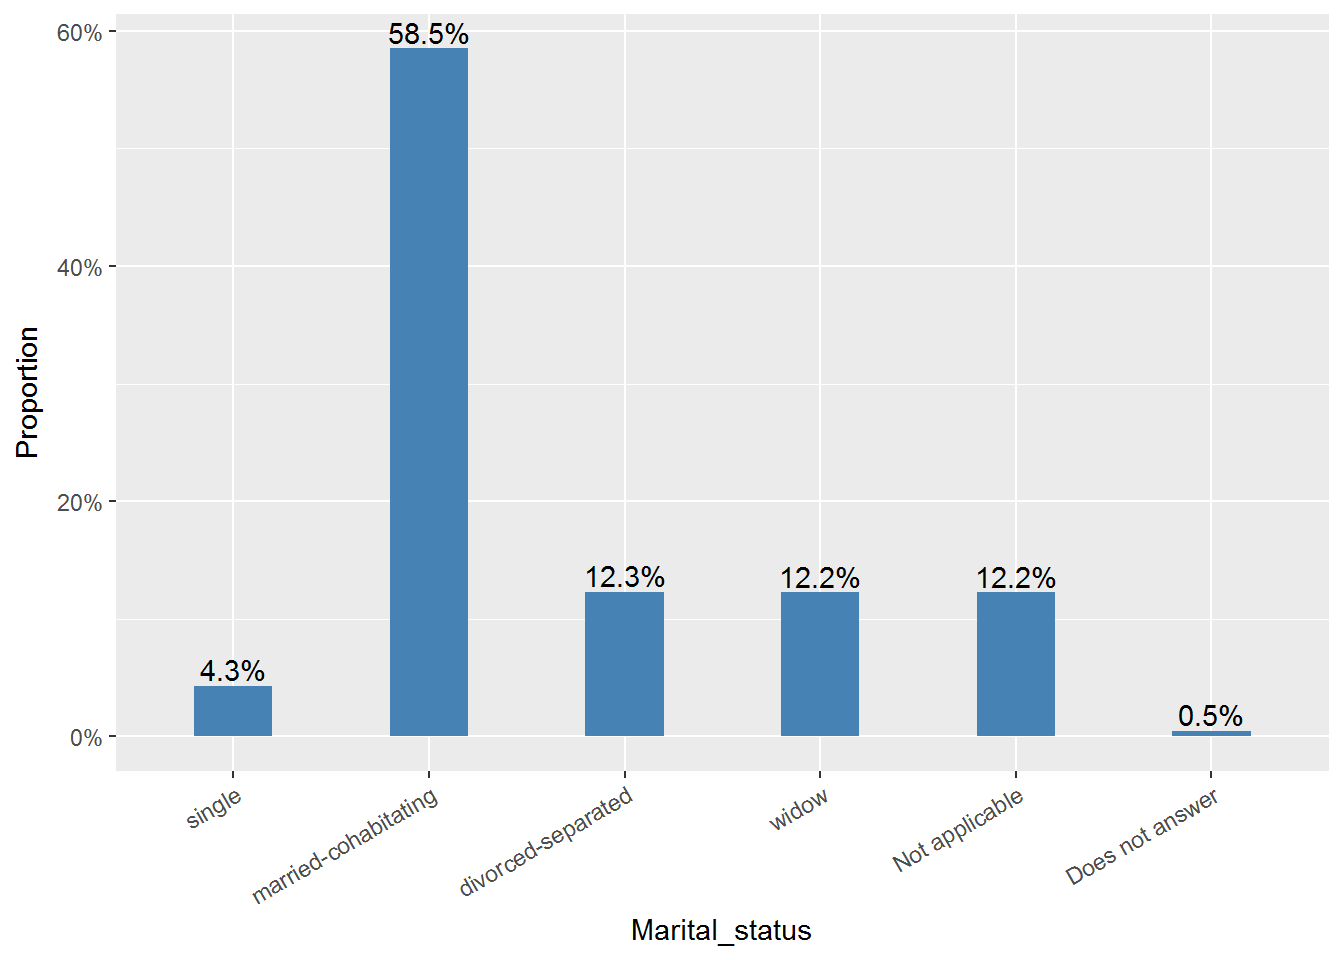 60%
40%
20%
0%
Proportion
58.5%
12.3%
12.2%
12.2%
4.3%
0.5%
single
married-cohabitating
divorced-separated
widow
Not applicable
Does not answer
Marital_status